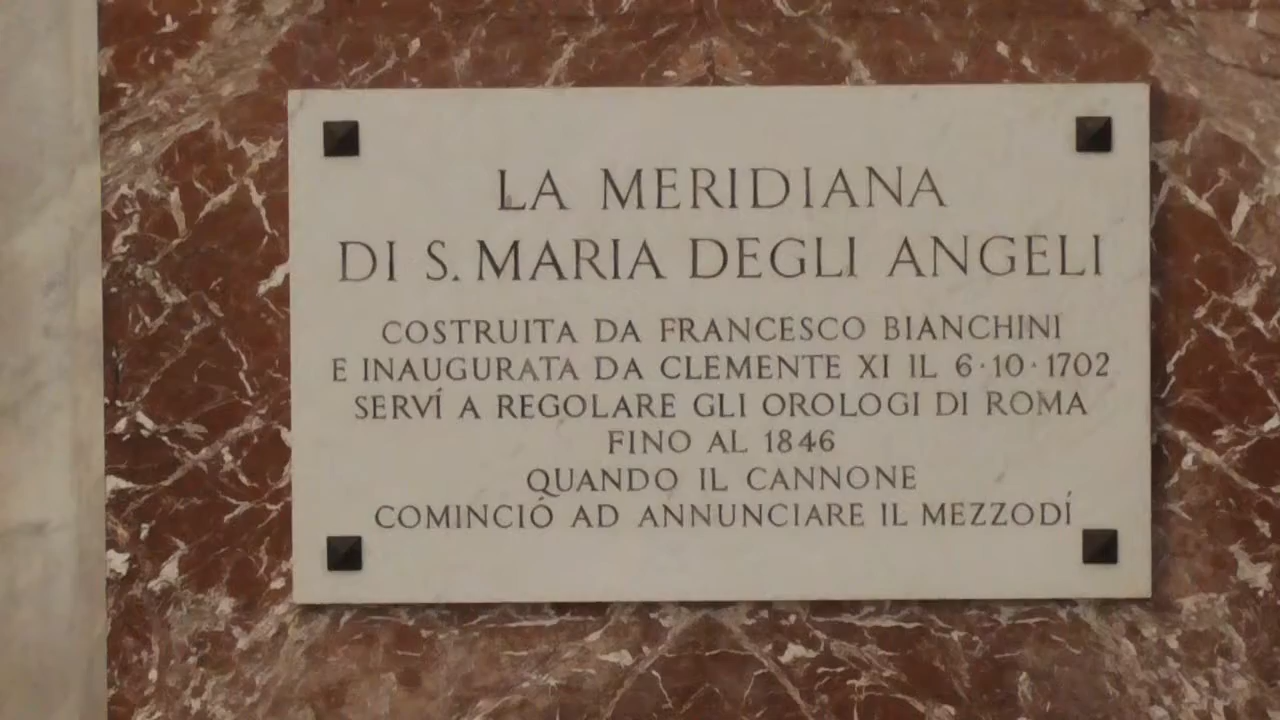 LA MERIDIANA
DI S. MARIA DEGLI ANGELI
COSTRUITA DA FRANCESCO BIANCHINI
E INAUGURATA DA CLEMENTE XI IL 6·10·1702
SERVÍ A REGOLARE GLI OROLOGI DI ROMA
FINO AL 1846
QUANDO IL CANNONE
COMINCIÓ AD ANNUNCIARE IL MEZZODÍ